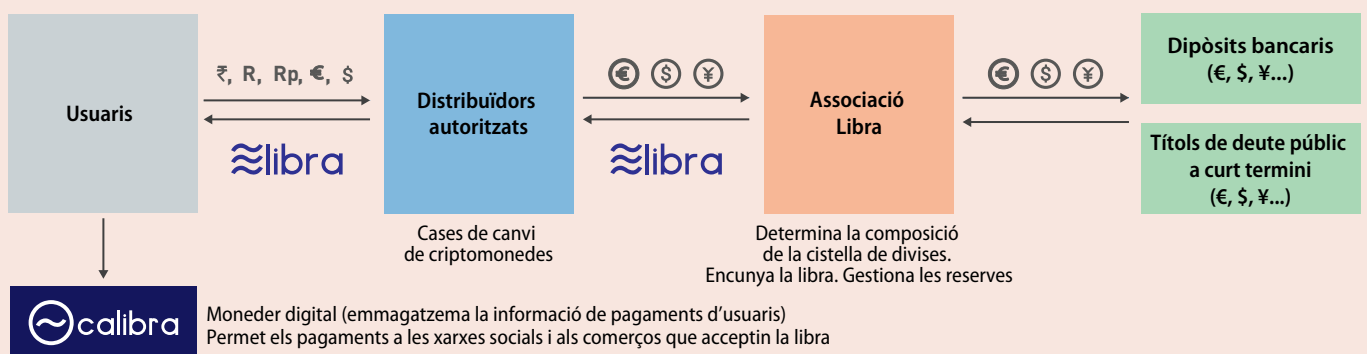 Usuaris
₹, R, Rp, €, $
libra
Distribuïdors
autoritzats
Cases de canvi
de criptomonedes
€ $ ¥
libra
Associació
Libra
Determina la composició
de la cistella de divises.
Encunya la libra. Gestiona les reserves
€ $ ¥
Dipòsits bancaris
(€, $, ¥...)
Títols de deute públic
a curt termini
(€, $, ¥...)
calibra
Moneder digital (emmagatzema la informació de pagaments d’usuaris)
Permet els pagaments a les xarxes socials i als comerços que acceptin la libra